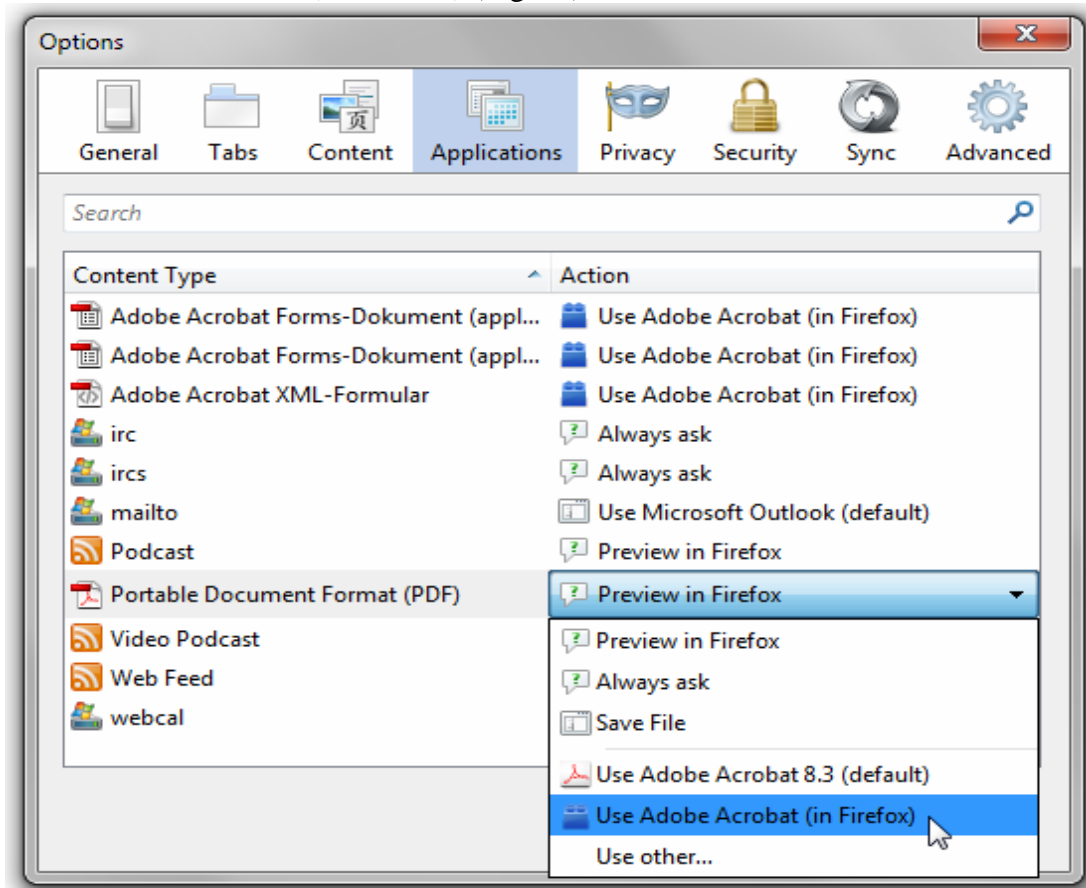 Options
General Tabs Content Applications Privacy Security Sync Advanced
页
Search
Content Type Action
Adobe Acrobat Forms-Dokument (appl... Use Adobe Acrobat (in Firefox)
Adobe Acrobat Forms-Dokument (appl... Use Adobe Acrobat (in Firefox)
Adobe Acrobat XML-Formular Use Adobe Acrobat (in Firefox)
irc Always ask
ircs Always ask
mailto Use Microsoft Outlook (default)
Podcast Preview in Firefox
Portable Document Format (PDF) Preview in Firefox
Video Podcast Preview in Firefox
Web Feed Always ask
webcal Save File
Use Adobe Acrobat 8.3 (default)
Use Adobe Acrobat (in Firefox)
Use other...